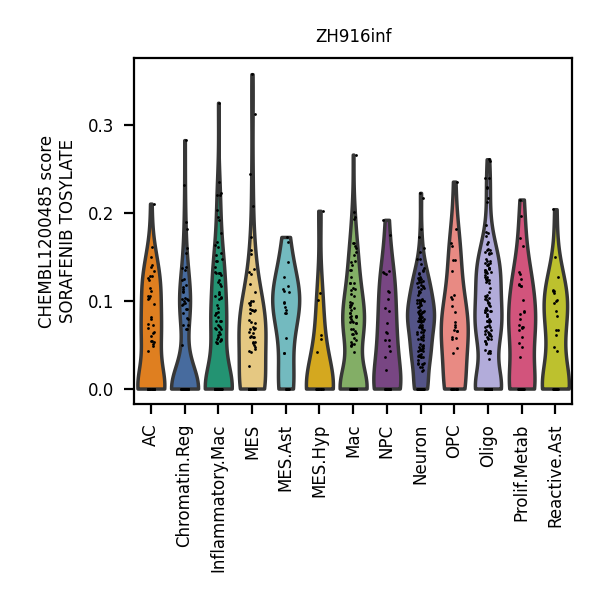 ZH916inf
CHEMBL1200485 score
SORAFENIB TOSYLATE
0.3
0.2
0.1
0.0
AC
Chromatin.Reg
Inflammatory.Mac
MES
MES.Ast
MES.Hyp
Mac
NPC
Neuron
OPC
Oligo
Prolif.Metab
Reactive.Ast